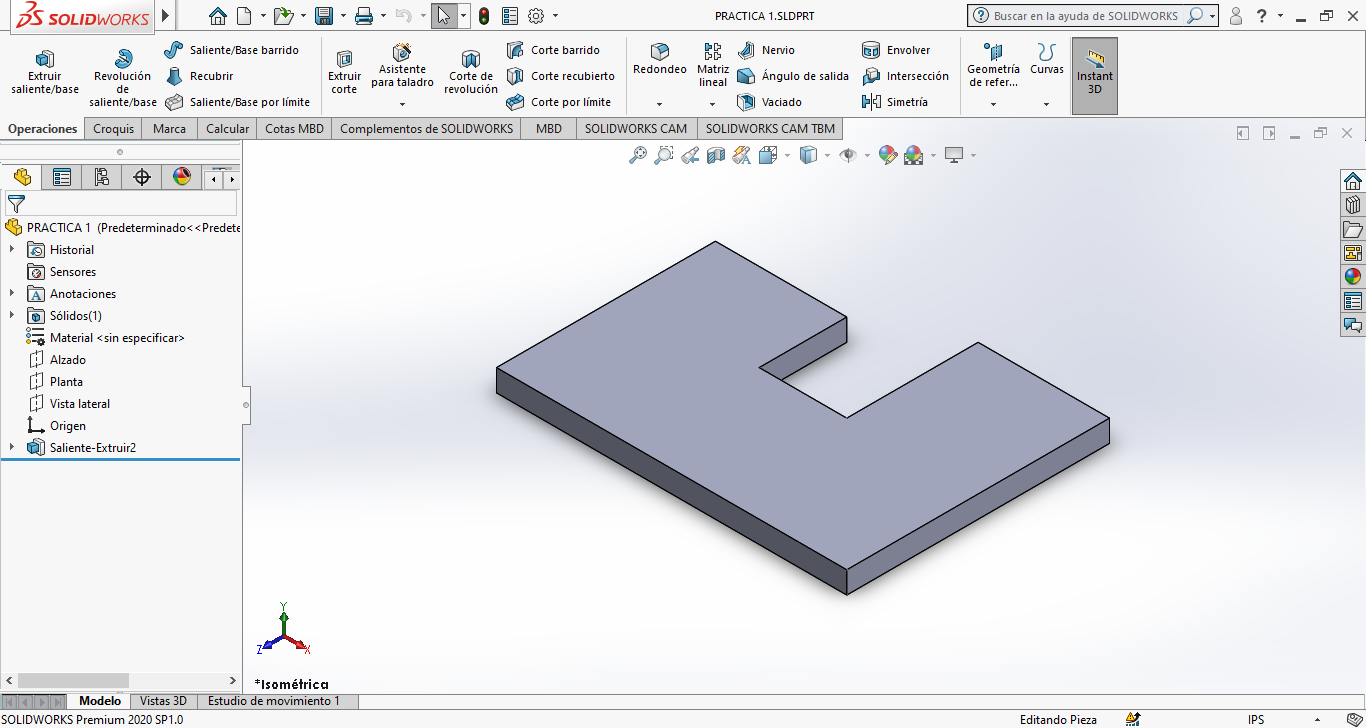 SOLIDWORKS
PRACTICA 1.SLDPRT
Buscar en la ayuda de SOLIDWORKS
Extruir saliente/base
Revolución de saliente/base
Saliente/Base barrido
Recubrir
Saliente/Base por límite
Extruir corte
Asistente para taladro
Corte de revolución
Corte barrido
Corte recubierto
Corte por límite
Redondeo
Matriz lineal
Nervio
Ángulo de salida
Vaciado
Envolver
Intersección
Simetría
Geometría de refer...
Curvas
Instant 3D
Operaciones
Croquis
Marca
Calcular
Cotas MBD
Complementos de SOLIDWORKS
MBD
SOLIDWORKS CAM
SOLIDWORKS CAM TBM
PRACTICA 1 (Predeterminado<<Predete
Historial
Sensores
Anotaciones
Sólidos(1)
Material <sin especificar>
Alzado
Planta
Vista lateral
Origen
Saliente-Extruir2
Y
Z
X
*Isométrica
Modelo
Vistas 3D
Estudio de movimiento 1
SOLIDWORKS Premium 2020 SP1.0
Editando Pieza
IPS